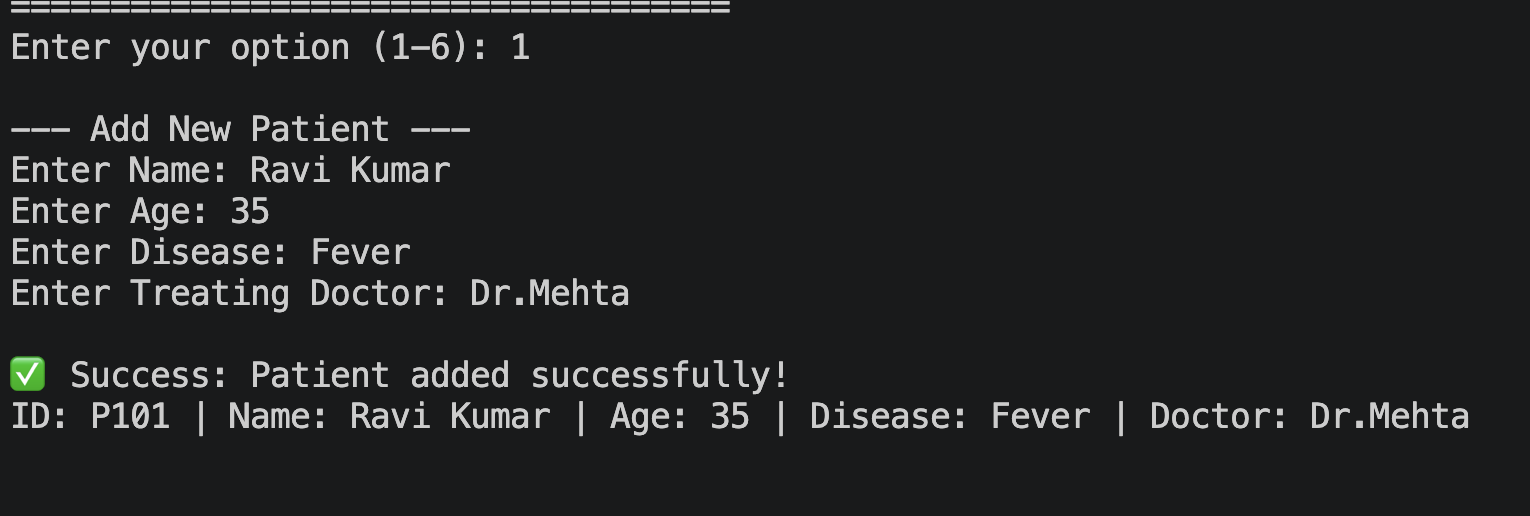 ====================================
Enter your option (1-6): 1
--- Add New Patient ---
Enter Name: Ravi Kumar
Enter Age: 35
Enter Disease: Fever
Enter Treating Doctor: Dr.Mehta
✅ Success: Patient added successfully!
ID: P101 | Name: Ravi Kumar | Age: 35 | Disease: Fever | Doctor: Dr.Mehta